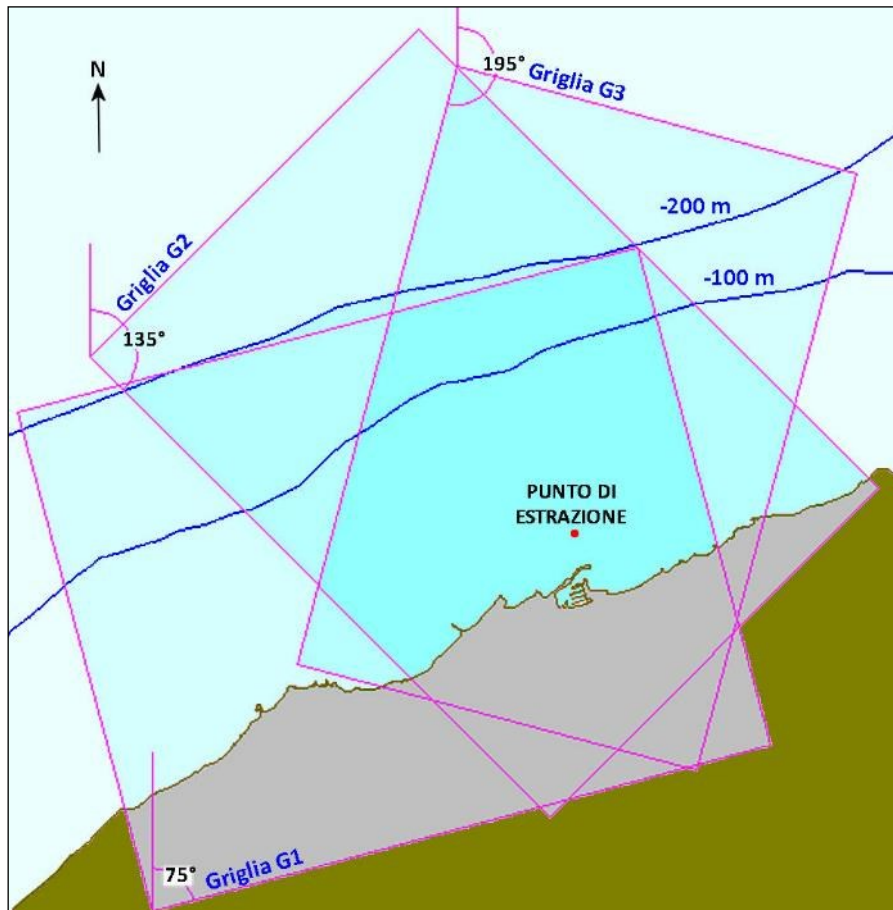 N
195°
Griglia G3
-200 m
Griglia G2
-100 m
135°
PUNTO DI
ESTRAZIONE
75°
Griglia G1